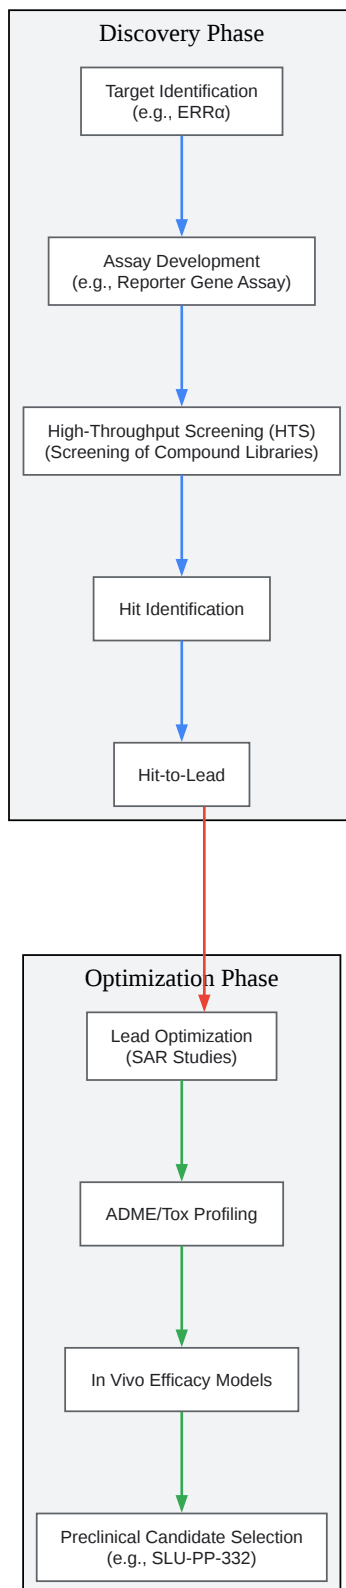 Discovery Phase
Target Identification
(e.g., ERRα)
Assay Development
(e.g., Reporter Gene Assay)
High-Throughput Screening (HTS)
(Screening of Compound Libraries)
Hit Identification
Hit-to-Lead
Optimization Phase
Lead Optimization
(SAR Studies)
ADME/Tox Profiling
In Vivo Efficacy Models
Preclinical Candidate Selection
(e.g., SLU-PP-332)